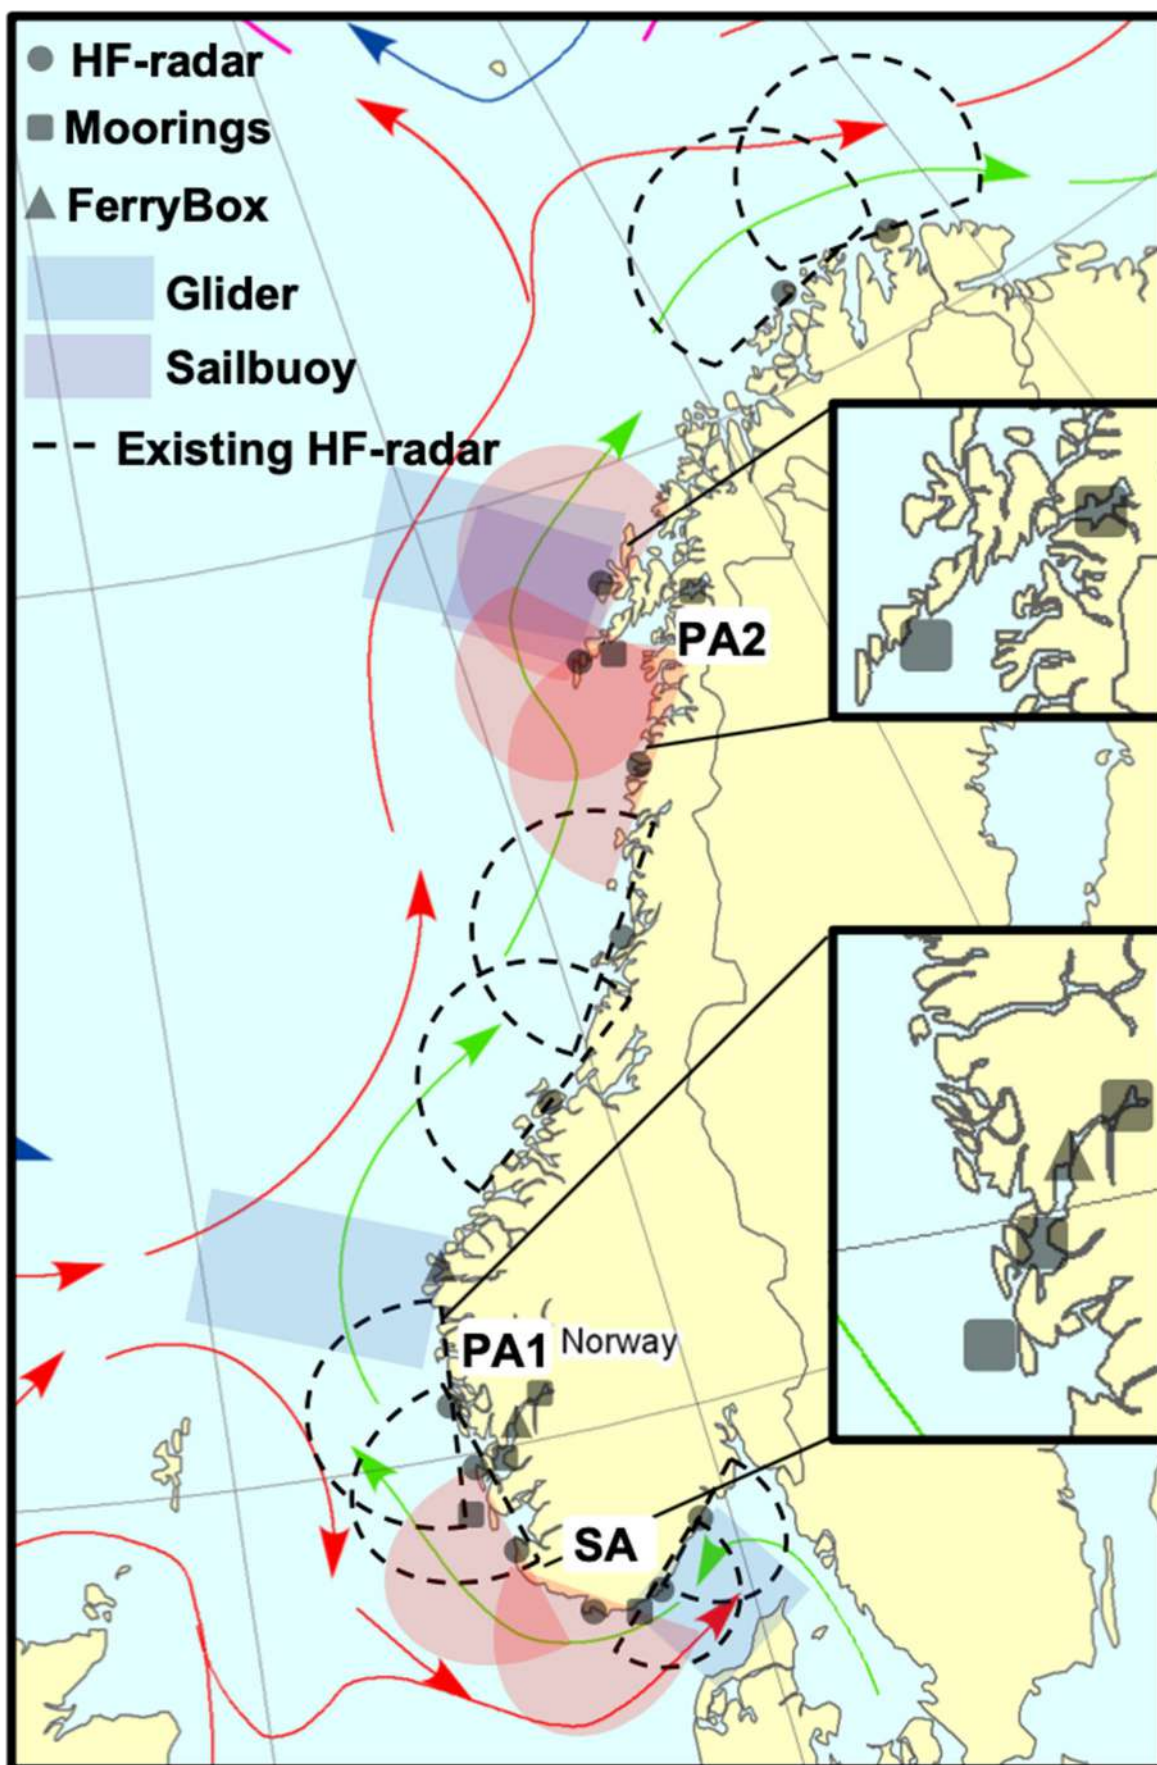 HF-radar
Moorings
FerryBox
Glider
Sailbuoy
Existing HF-radar
PA2
PA1 Norway
SA